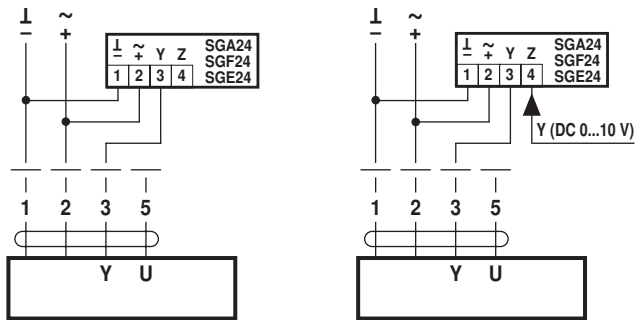 ⊥ ~
– +
⊥ ~ Y Z SGA24
– + SGF24
1 2 3 4 SGE24
1 2 3 5
Y U
⊥ ~
– +
⊥ ~ Y Z SGA24
– + SGF24
1 2 3 4 SGE24
Y (DC 0...10 V)
1 2 3 5
Y U